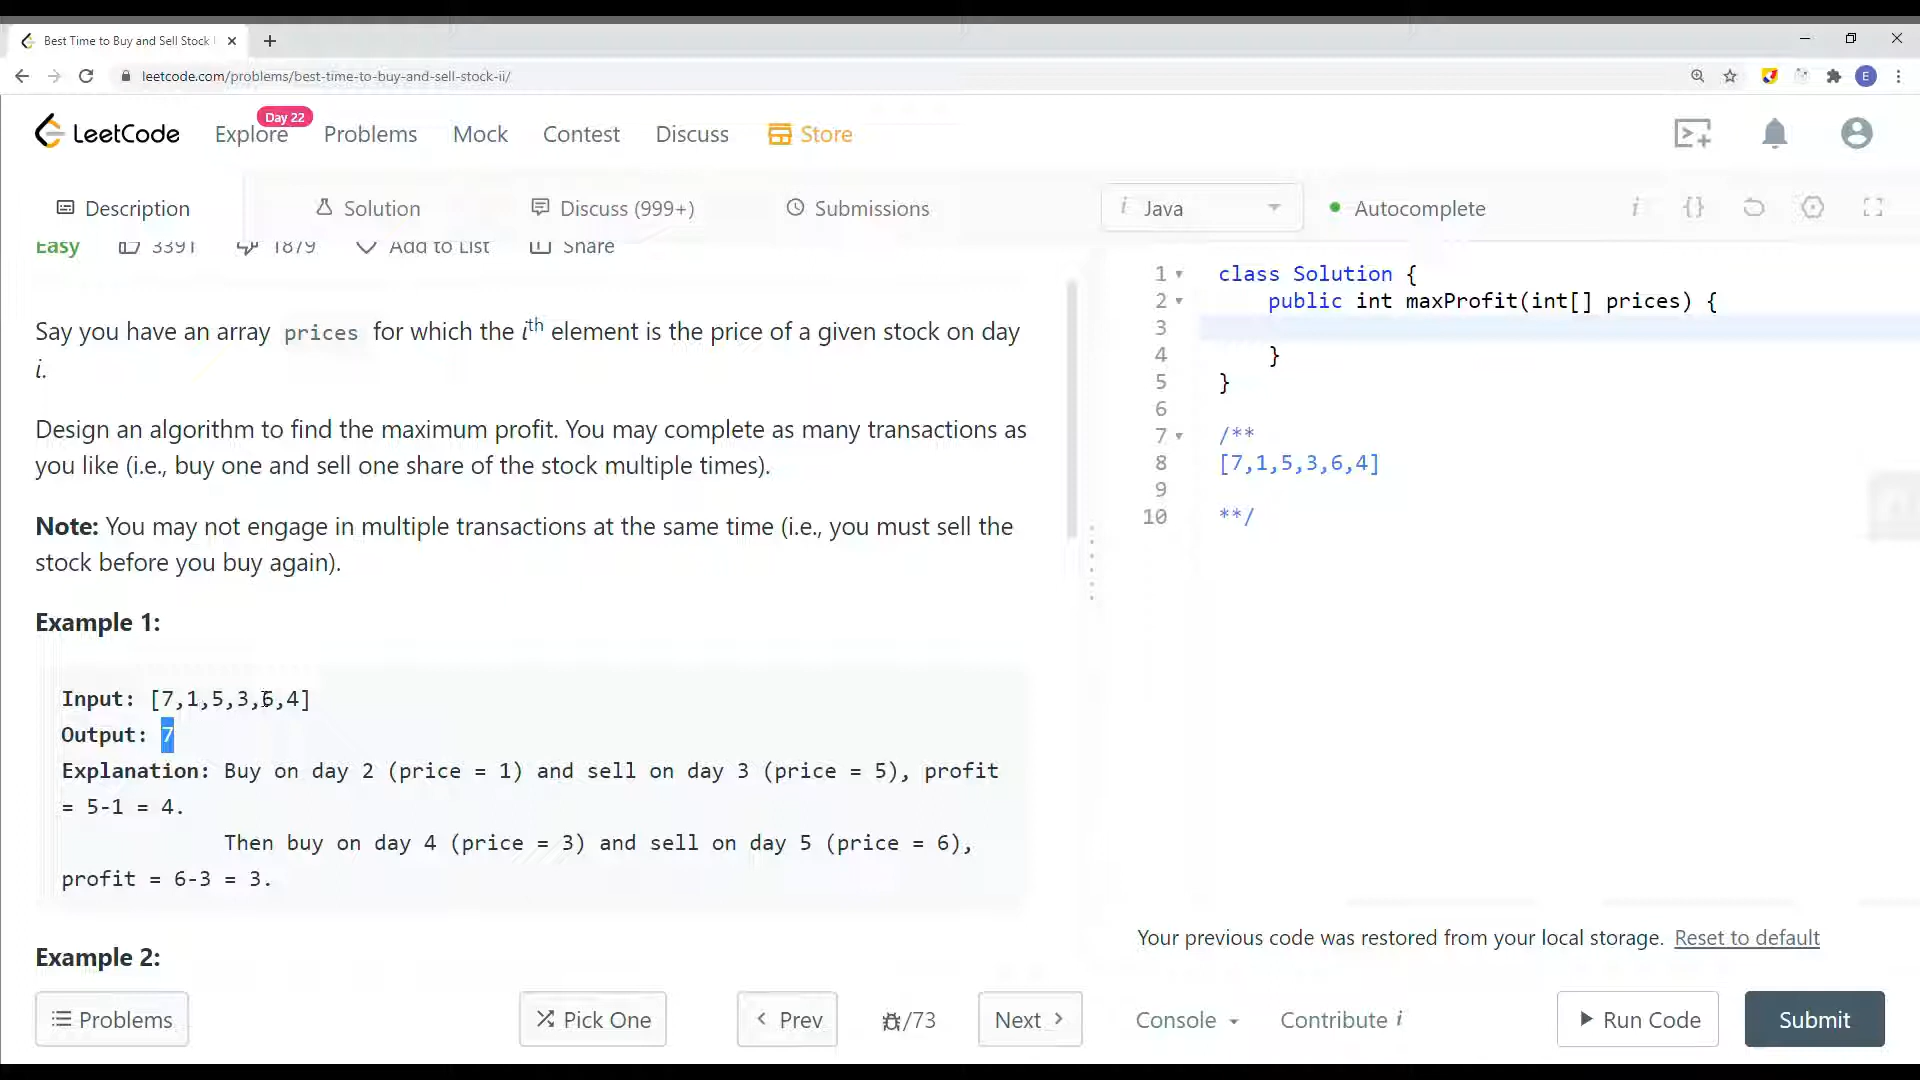 Best Time to Buy and Sell Stock
leetcode.com/problems/best-time-to-buy-and-sell-stock-ii/
E
LeetCode
Explore
Day 22
Problems
Mock
Contest
Discuss
Store
Description
Solution
Discuss (999+)
Submissions
i Java
Autocomplete
i {}
Easy 3391 1879 Add to List Share
Say you have an array prices for which the ith element is the price of a given stock on day
i.
Design an algorithm to find the maximum profit. You may complete as many transactions as
you like (i.e., buy one and sell one share of the stock multiple times).
Note: You may not engage in multiple transactions at the same time (i.e., you must sell the
stock before you buy again).
Example 1:
Input: [7,1,5,3,6,4]
Output: 7
Explanation: Buy on day 2 (price = 1) and sell on day 3 (price = 5), profit
= 5-1 = 4.
Then buy on day 4 (price = 3) and sell on day 5 (price = 6),
profit = 6-3 = 3.
Example 2:
1 class Solution {
2 public int maxProfit(int[] prices) {
3
4 }
5 }
6
7 /**
8 [7,1,5,3,6,4]
9
10 **/
Your previous code was restored from your local storage. Reset to default
Problems
Pick One
Prev
/73
Next
Console
Contribute i
Run Code
Submit